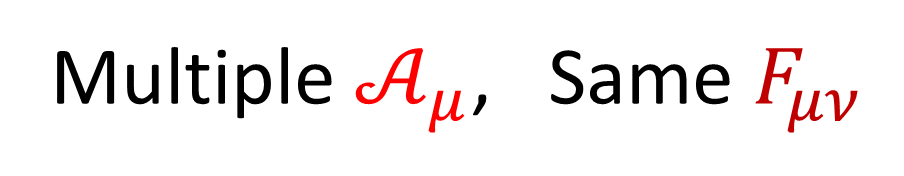 Multiple 𝒜_μ, Same F_μν